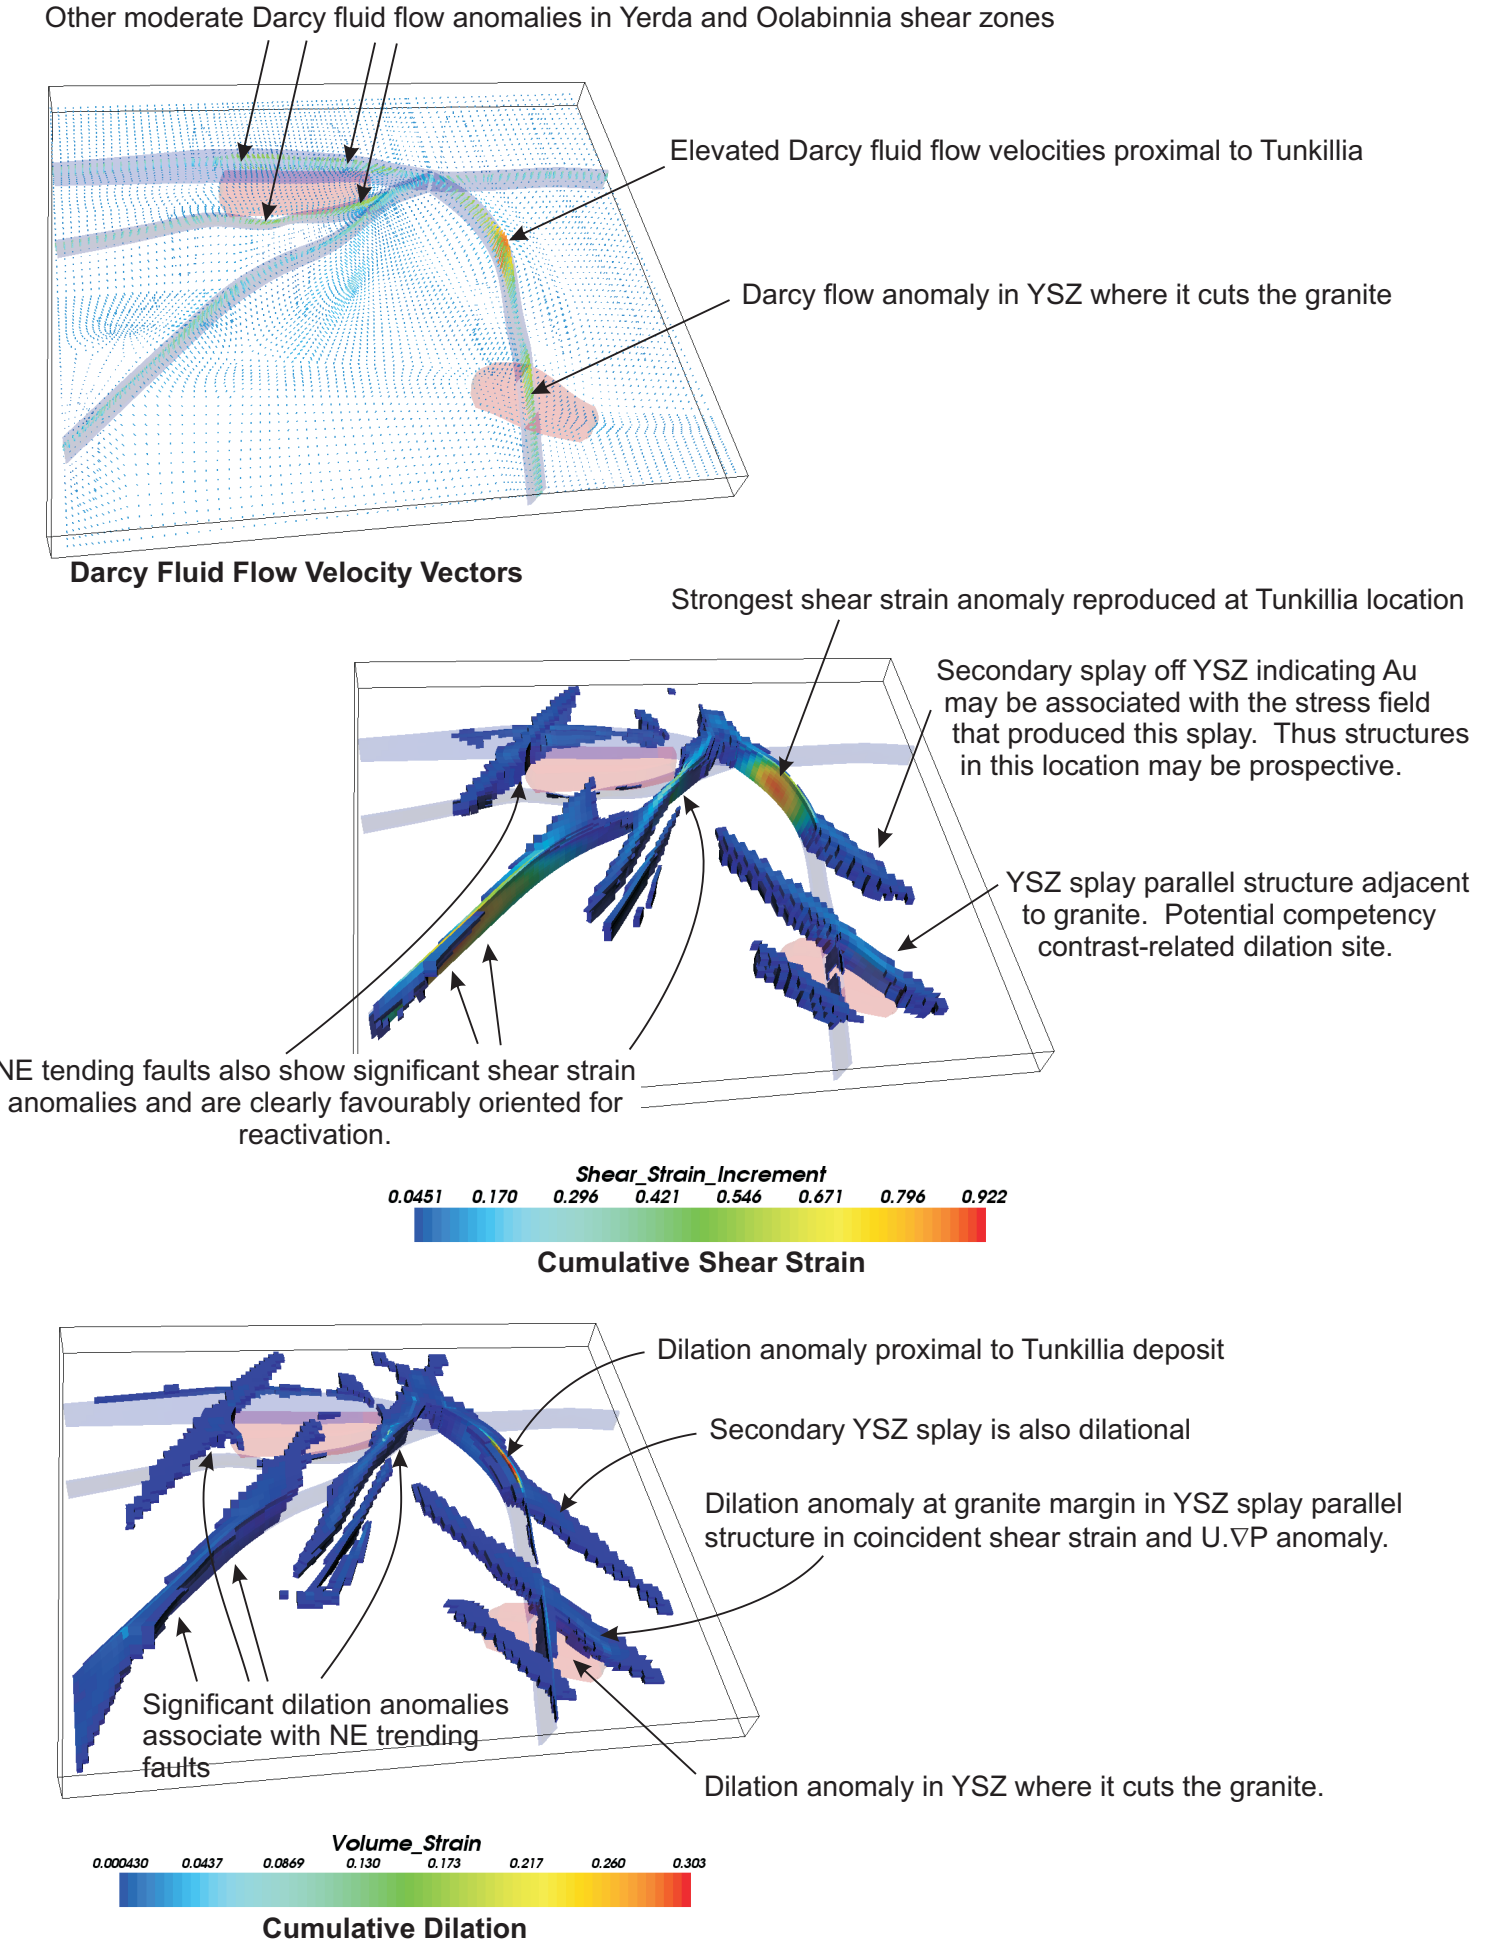 Other moderate Darcy fluid flow anomalies in Yerda and Oolabinnia shear zones
Elevated Darcy fluid flow velocities proximal to Tunkillia
Darcy flow anomaly in YSZ where it cuts the granite
Darcy Fluid Flow Velocity Vectors
Strongest shear strain anomaly reproduced at Tunkillia location
Secondary splay off YSZ indicating Au
may be associated with the stress field
that produced this splay. Thus structures
in this location may be prospective.
YSZ splay parallel structure adjacent
to granite. Potential competency
contrast-related dilation site.
NE tending faults also show significant shear strain
anomalies and are clearly favourably oriented for
reactivation.
Shear_Strain_Increment
0.0451 0.170 0.296 0.421 0.546 0.671 0.796 0.922
Cumulative Shear Strain
Dilation anomaly proximal to Tunkillia deposit
Secondary YSZ splay is also dilational
Dilation anomaly at granite margin in YSZ splay parallel
structure in coincident shear strain and U.∇P anomaly.
Significant dilation anomalies
associate with NE trending
faults
Dilation anomaly in YSZ where it cuts the granite.
Volume_Strain
0.000430 0.0437 0.0869 0.130 0.173 0.217 0.260 0.303
Cumulative Dilation